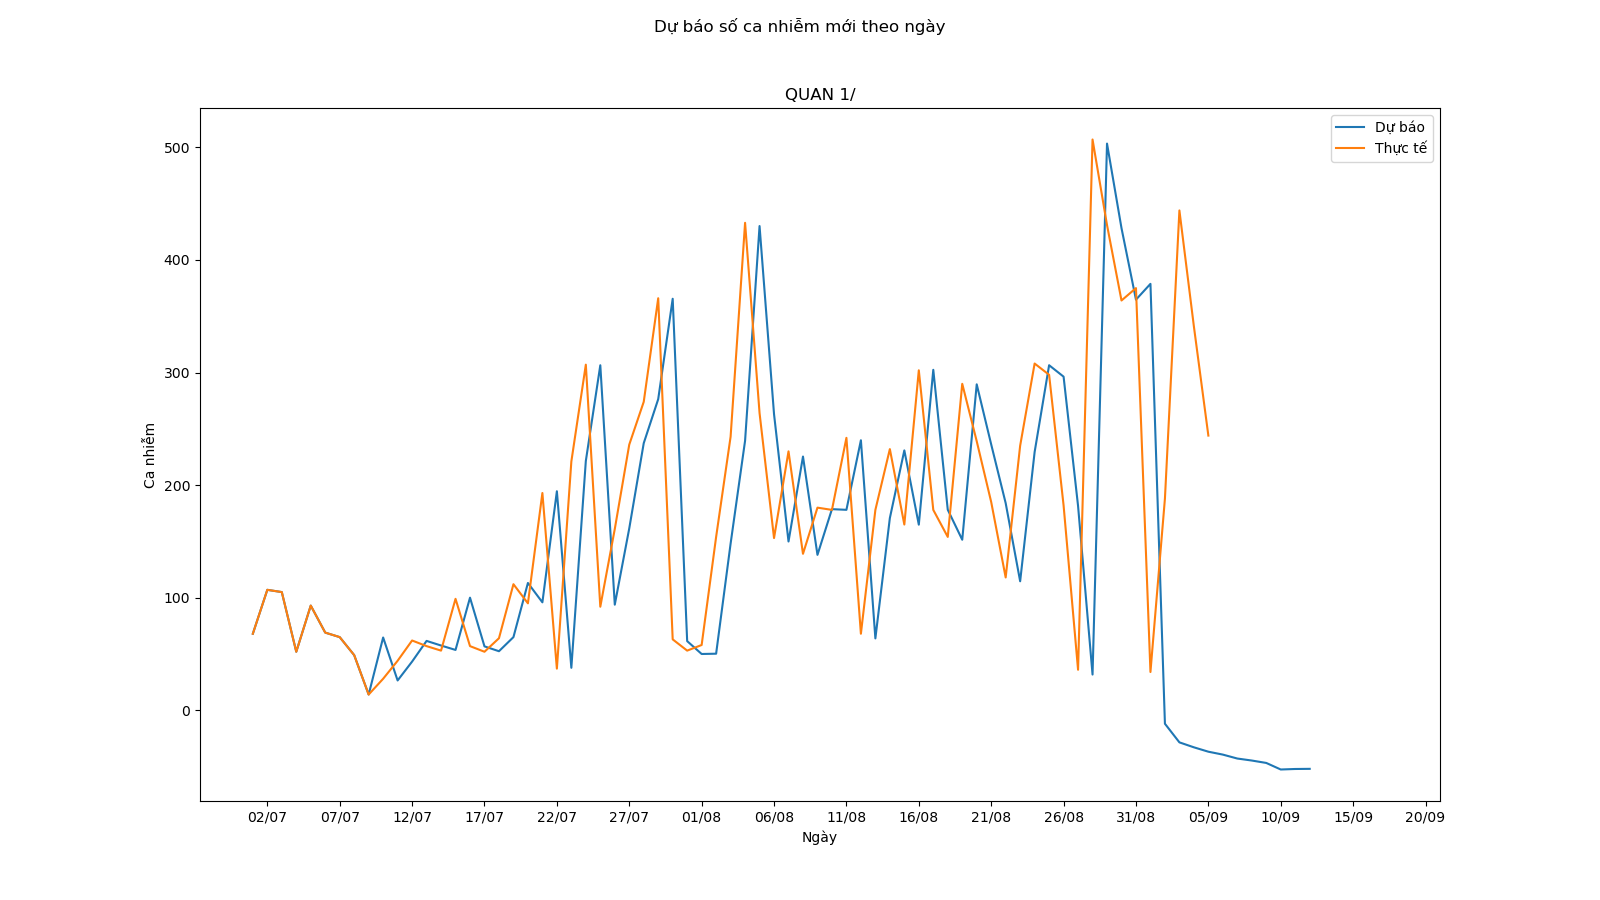 Dự báo số ca nhiễm mới theo ngày
QUAN 1/
Dự báo
Thực tế
500
400
300
200
100
0
Ca nhiễm
02/07 07/07 12/07 17/07 22/07 27/07 01/08 06/08 11/08 16/08 21/08 26/08 31/08 05/09 10/09 15/09 20/09
Ngày